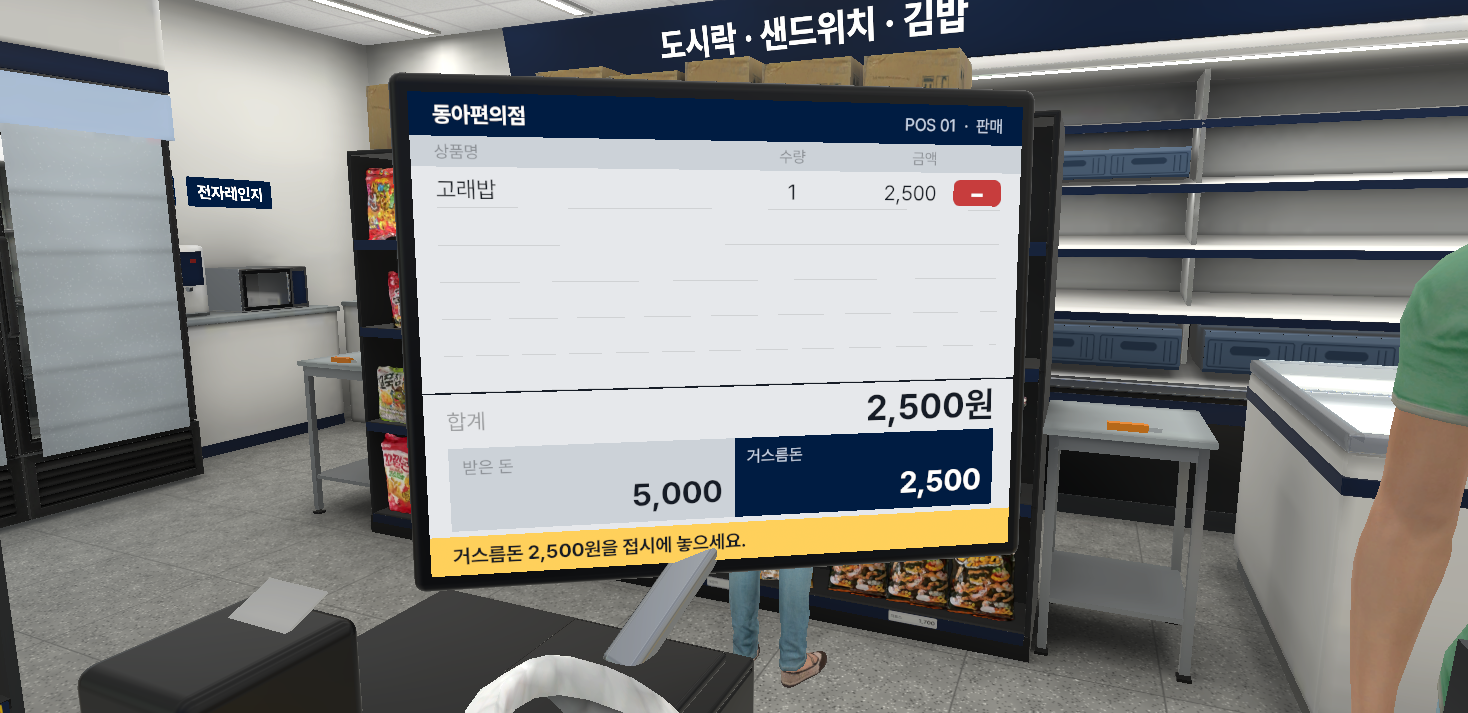 도시락 · 샌드위치 · 김밥
전자레인지
동아편의점
POS 01 · 판매
상품명 수량 금액
고래밥 1 2,500 -
합계 2,500원
받은 돈 5,000
거스름돈 2,500
거스름돈 2,500원을 접시에 놓으세요.
1,700